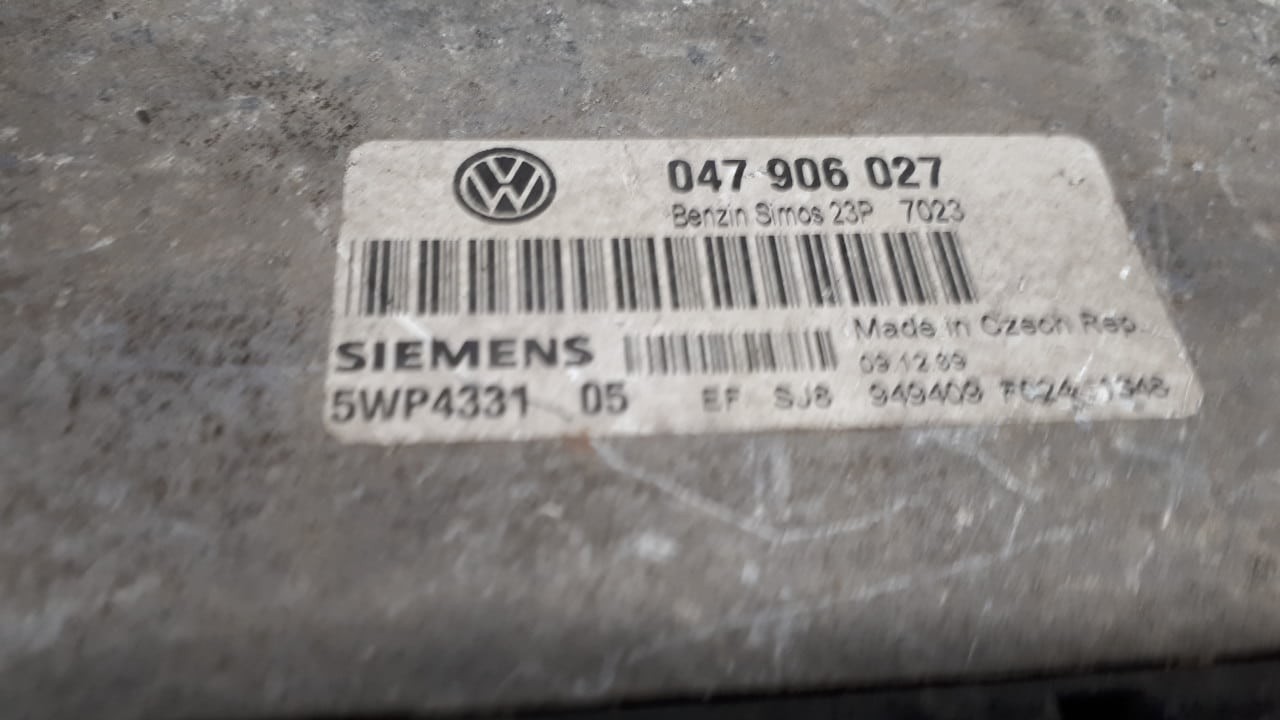 VW
047 906 027
Benzin Simos 23P 7023
Made in Czech Rep.
SIEMENS
09.12.99
5WP4331 05 EF SJ8 949409